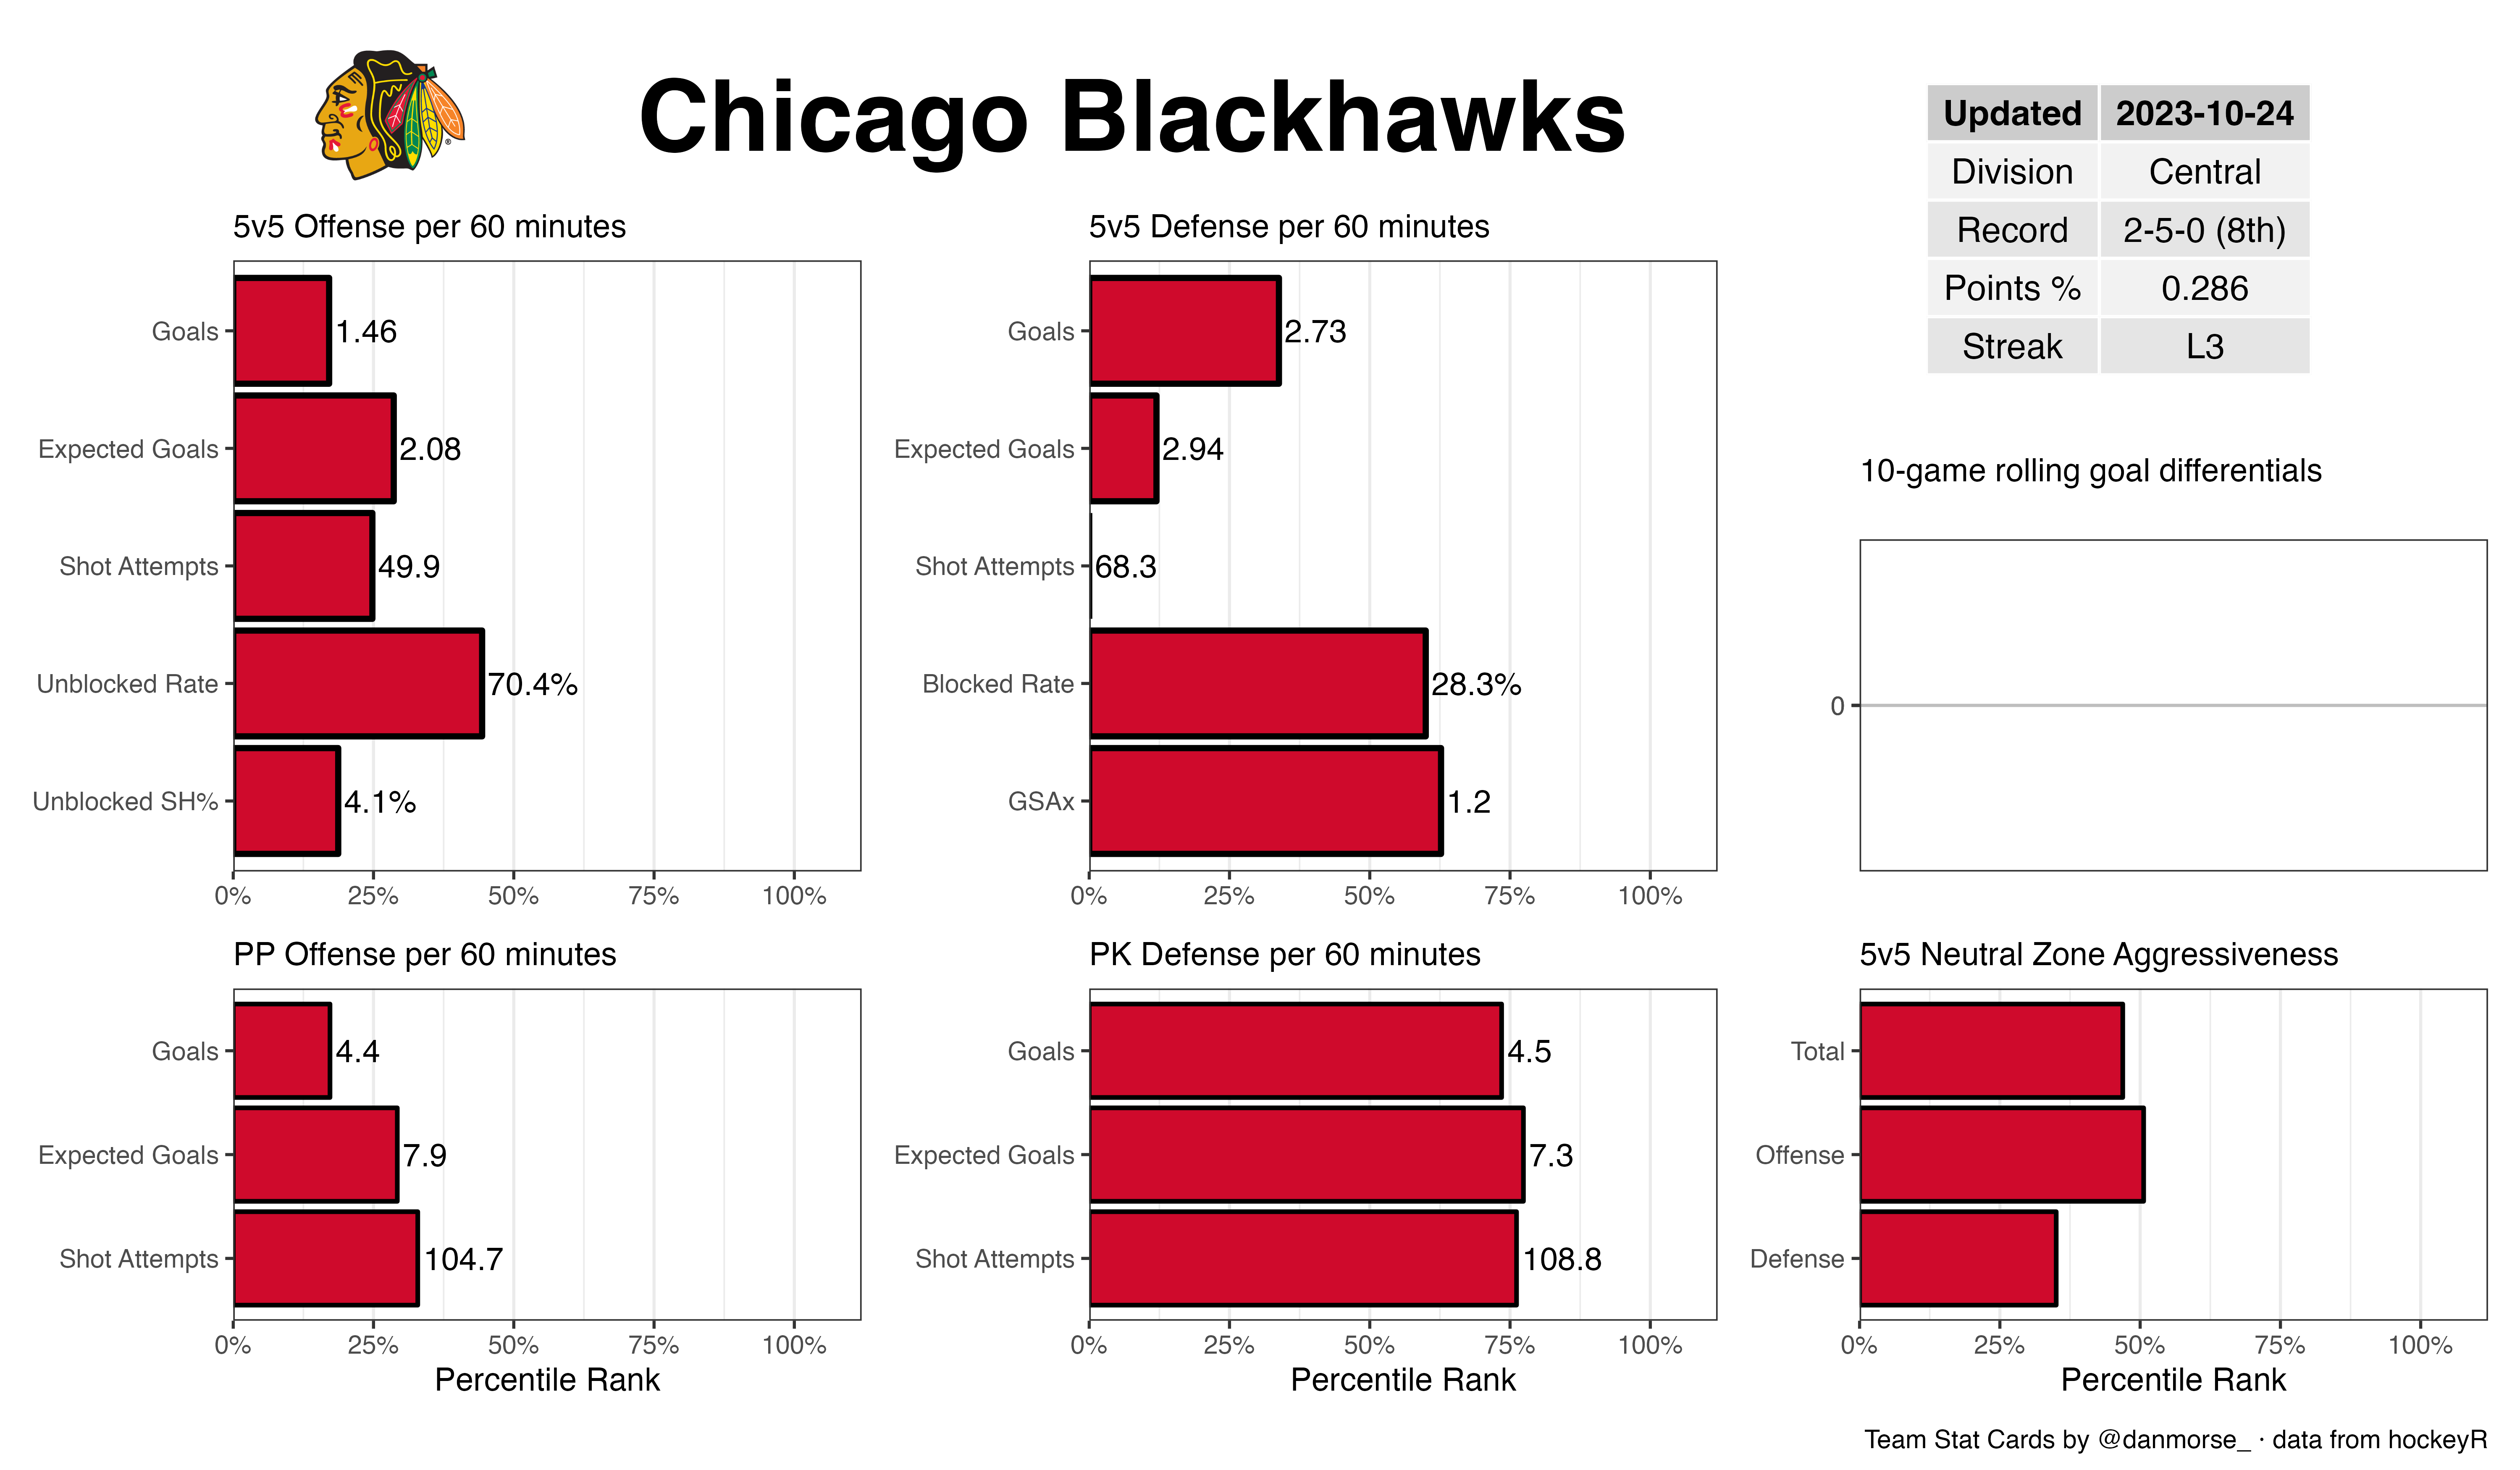 Chicago Blackhawks
Updated 2023-10-24
Division Central
Record 2-5-0 (8th)
Points % 0.286
Streak L3
5v5 Offense per 60 minutes
Goals 1.46
Expected Goals 2.08
Shot Attempts 49.9
Unblocked Rate 70.4%
Unblocked SH% 4.1%
0% 25% 50% 75% 100%
5v5 Defense per 60 minutes
Goals 2.73
Expected Goals 2.94
Shot Attempts 68.3
Blocked Rate 28.3%
GSAx 1.2
0% 25% 50% 75% 100%
10-game rolling goal differentials
0
PP Offense per 60 minutes
Goals 4.4
Expected Goals 7.9
Shot Attempts 104.7
0% 25% 50% 75% 100%
Percentile Rank
PK Defense per 60 minutes
Goals 4.5
Expected Goals 7.3
Shot Attempts 108.8
0% 25% 50% 75% 100%
Percentile Rank
5v5 Neutral Zone Aggressiveness
Total
Offense
Defense
0% 25% 50% 75% 100%
Percentile Rank
Team Stat Cards by @danmorse_ · data from hockeyR